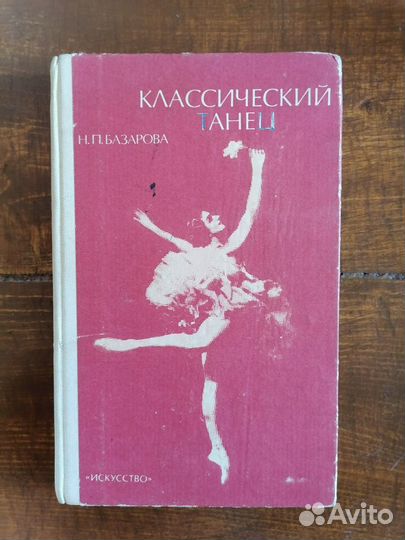 КЛАССИЧЕСКИЙ
ТАНЕЦ
Н.П.БАЗАРОВА
«ИСКУССТВО»
Avito